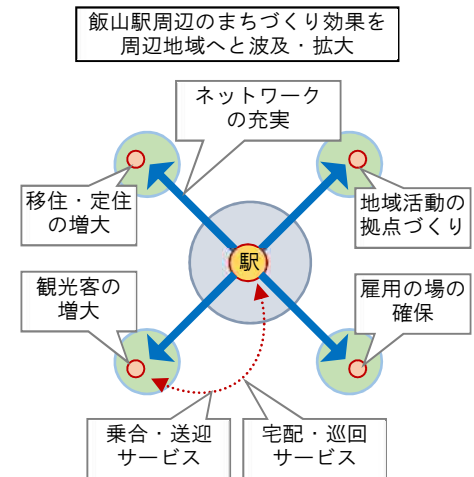 飯山駅周辺のまちづくり効果を
周辺地域へと波及・拡大
ネットワーク
の充実
移住・定住
の増大
地域活動の
拠点づくり
駅
観光客の
増大
雇用の場の
確保
乗合・送迎
サービス
宅配・巡回
サービス